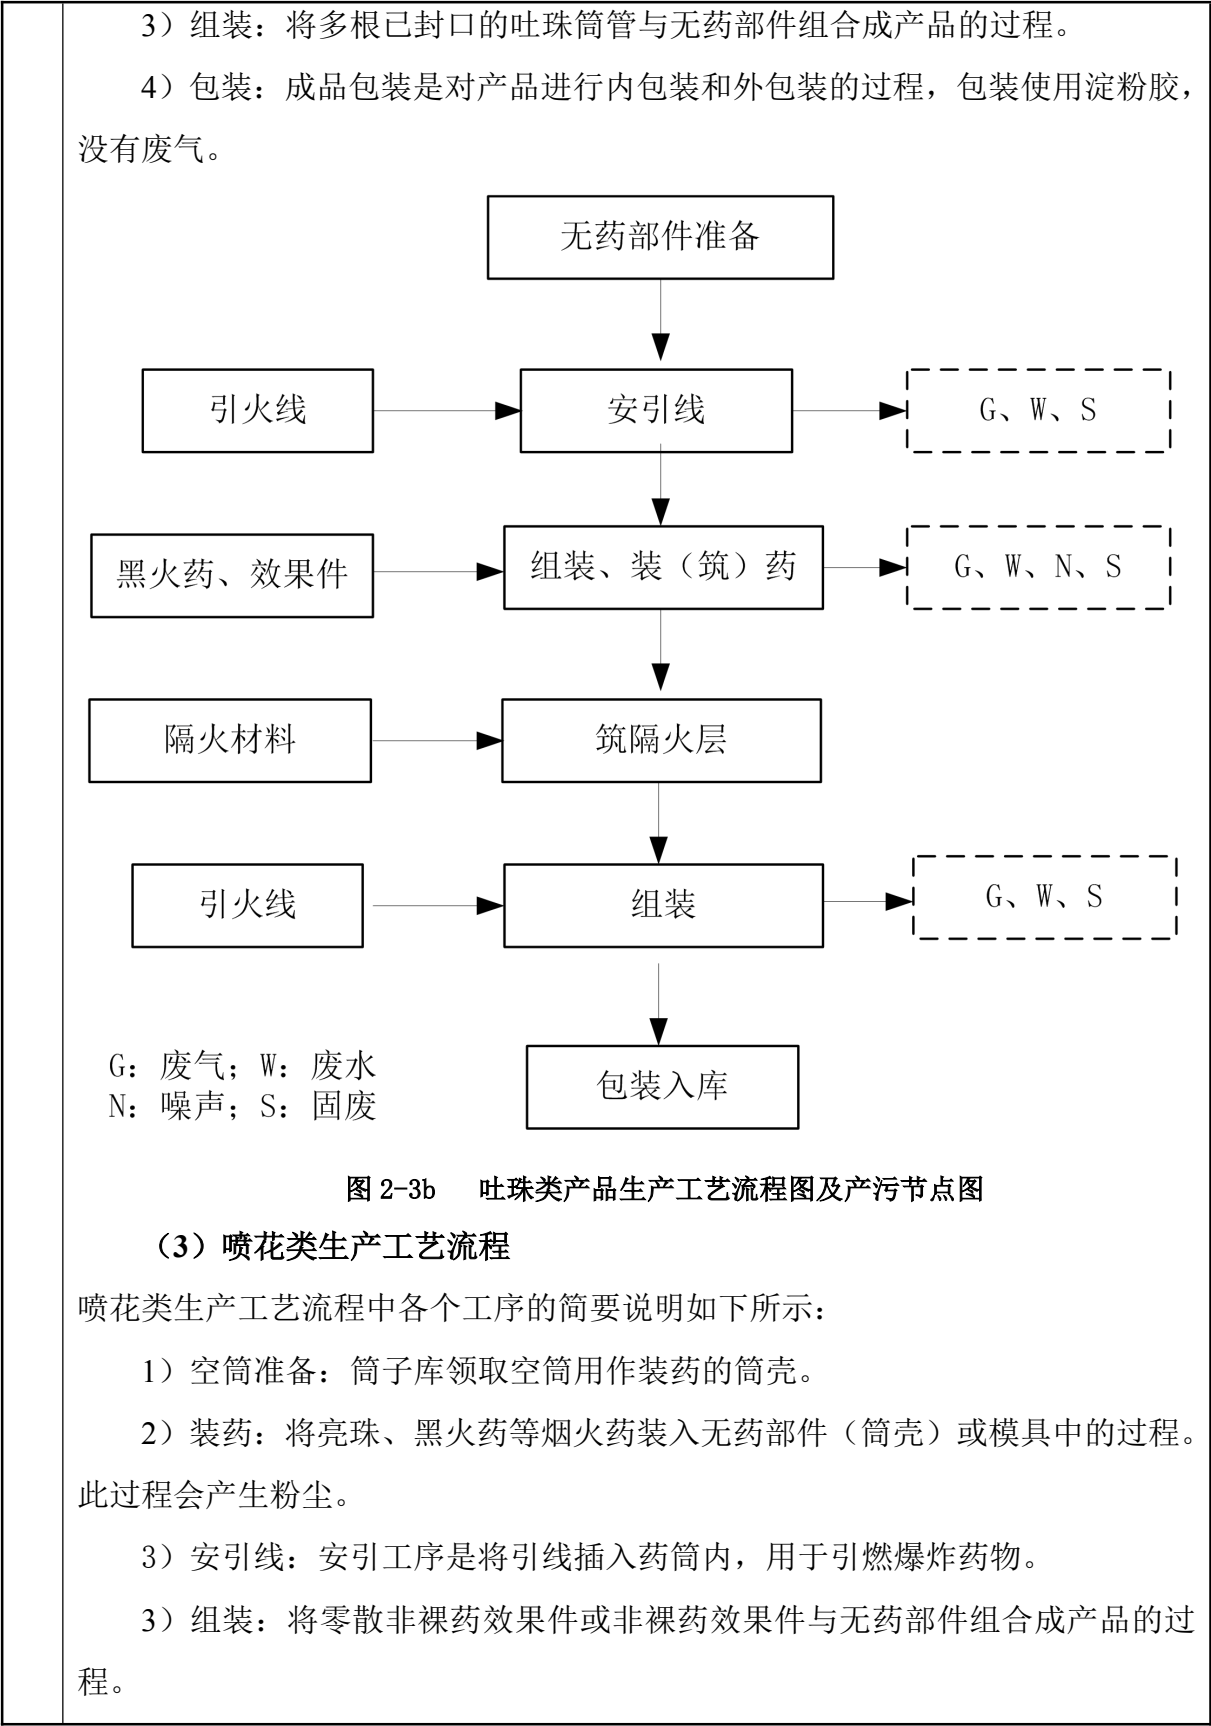 3）组装：将多根已封口的吐珠筒管与无药部件组合成产品的过程。
4）包装：成品包装是对产品进行内包装和外包装的过程，包装使用淀粉胶，
没有废气。
无药部件准备
引火线
安引线
G、W、S
黑火药、效果件
组装、装（筑）药
G、W、N、S
隔火材料
筑隔火层
引火线
组装
G、W、S
G：废气；W：废水
N：噪声；S：固废
包装入库
图 2-3b 吐珠类产品生产工艺流程图及产污节点图
（3）喷花类生产工艺流程
喷花类生产工艺流程中各个工序的简要说明如下所示：
1）空筒准备：筒子库领取空筒用作装药的筒壳。
2）装药：将亮珠、黑火药等烟火药装入无药部件（筒壳）或模具中的过程。
此过程会产生粉尘。
3）安引线：安引工序是将引线插入药筒内，用于引燃爆炸药物。
3）组装：将零散非裸药效果件或非裸药效果件与无药部件组合成产品的过
程。